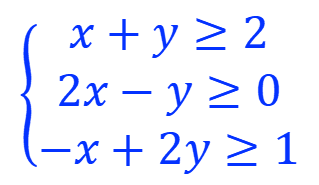 x + y ≥ 2
2x − y ≥ 0
−x + 2y ≥ 1